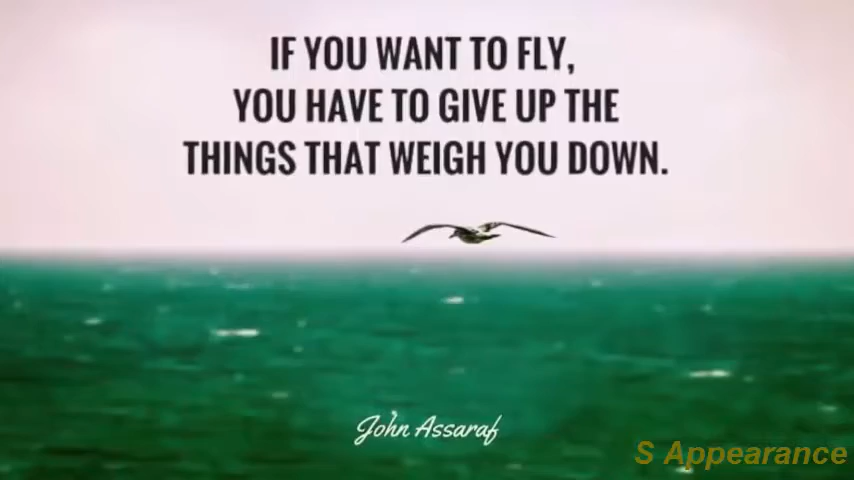 IF YOU WANT TO FLY,
YOU HAVE TO GIVE UP THE
THINGS THAT WEIGH YOU DOWN.
John Assaraf
S Appearance